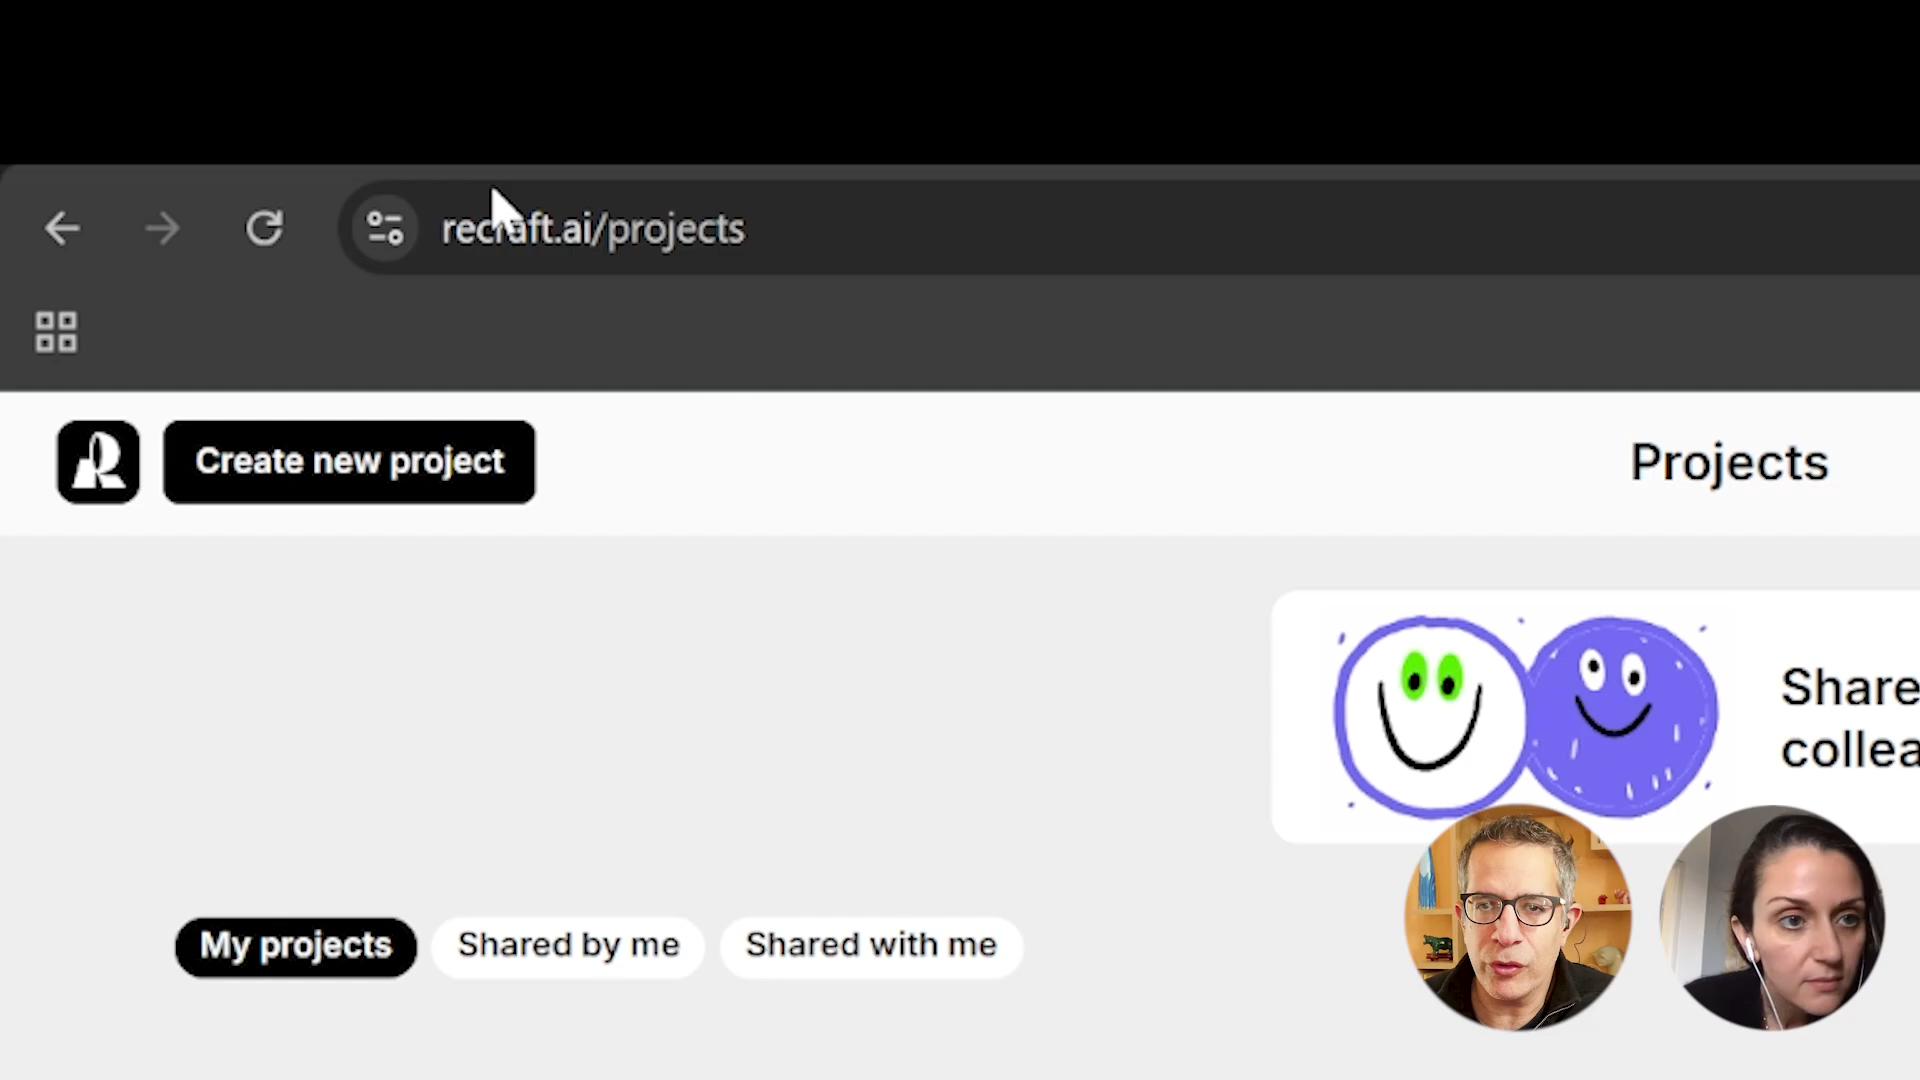 recraft.ai/projects
Create new project
Projects
Share
collea
My projects
Shared by me
Shared with me